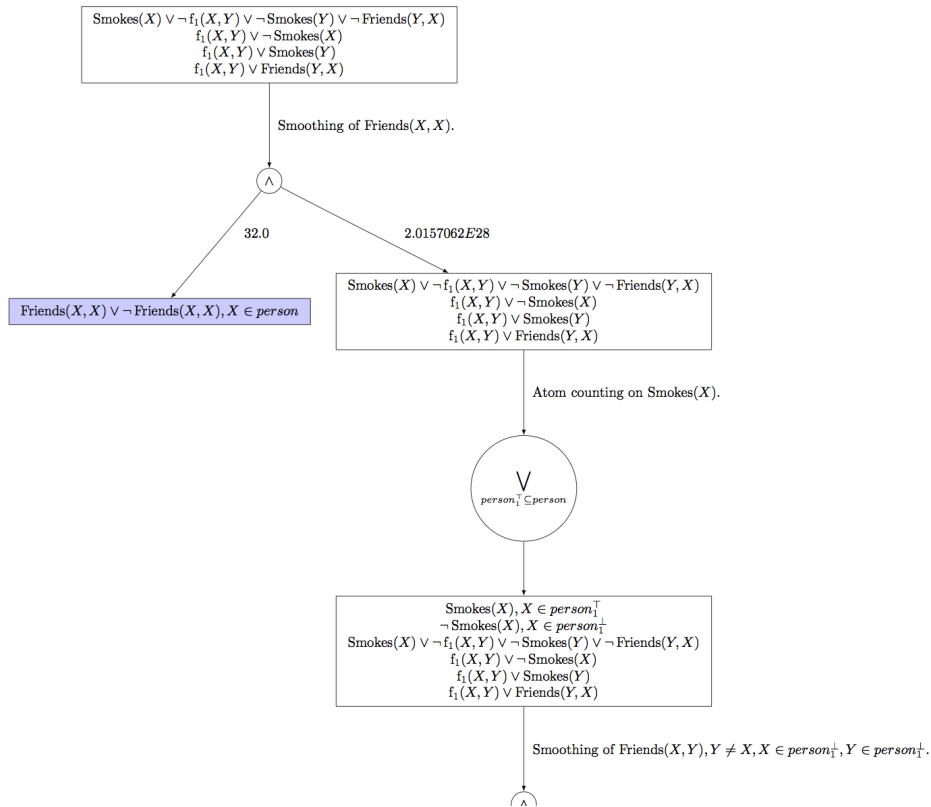 Smokes(X) ∨ ¬ f₁(X, Y) ∨ ¬ Smokes(Y) ∨ ¬ Friends(Y, X)
f₁(X, Y) ∨ ¬ Smokes(X)
f₁(X, Y) ∨ Smokes(Y)
f₁(X, Y) ∨ Friends(Y, X)
Smoothing of Friends(X, X).
∧
32.0
2.0157062E28
Friends(X, X) ∨ ¬ Friends(X, X), X ∈ person
Smokes(X) ∨ ¬ f₁(X, Y) ∨ ¬ Smokes(Y) ∨ ¬ Friends(Y, X)
f₁(X, Y) ∨ ¬ Smokes(X)
f₁(X, Y) ∨ Smokes(Y)
f₁(X, Y) ∨ Friends(Y, X)
Atom counting on Smokes(X).
⋁
person₁^⊤ ⊆ person
Smokes(X), X ∈ person₁^⊤
¬ Smokes(X), X ∈ person₁^⊥
Smokes(X) ∨ ¬ f₁(X, Y) ∨ ¬ Smokes(Y) ∨ ¬ Friends(Y, X)
f₁(X, Y) ∨ ¬ Smokes(X)
f₁(X, Y) ∨ Smokes(Y)
f₁(X, Y) ∨ Friends(Y, X)
Smoothing of Friends(X, Y), Y ≠ X, X ∈ person₁^⊥, Y ∈ person₁^⊥.
∧